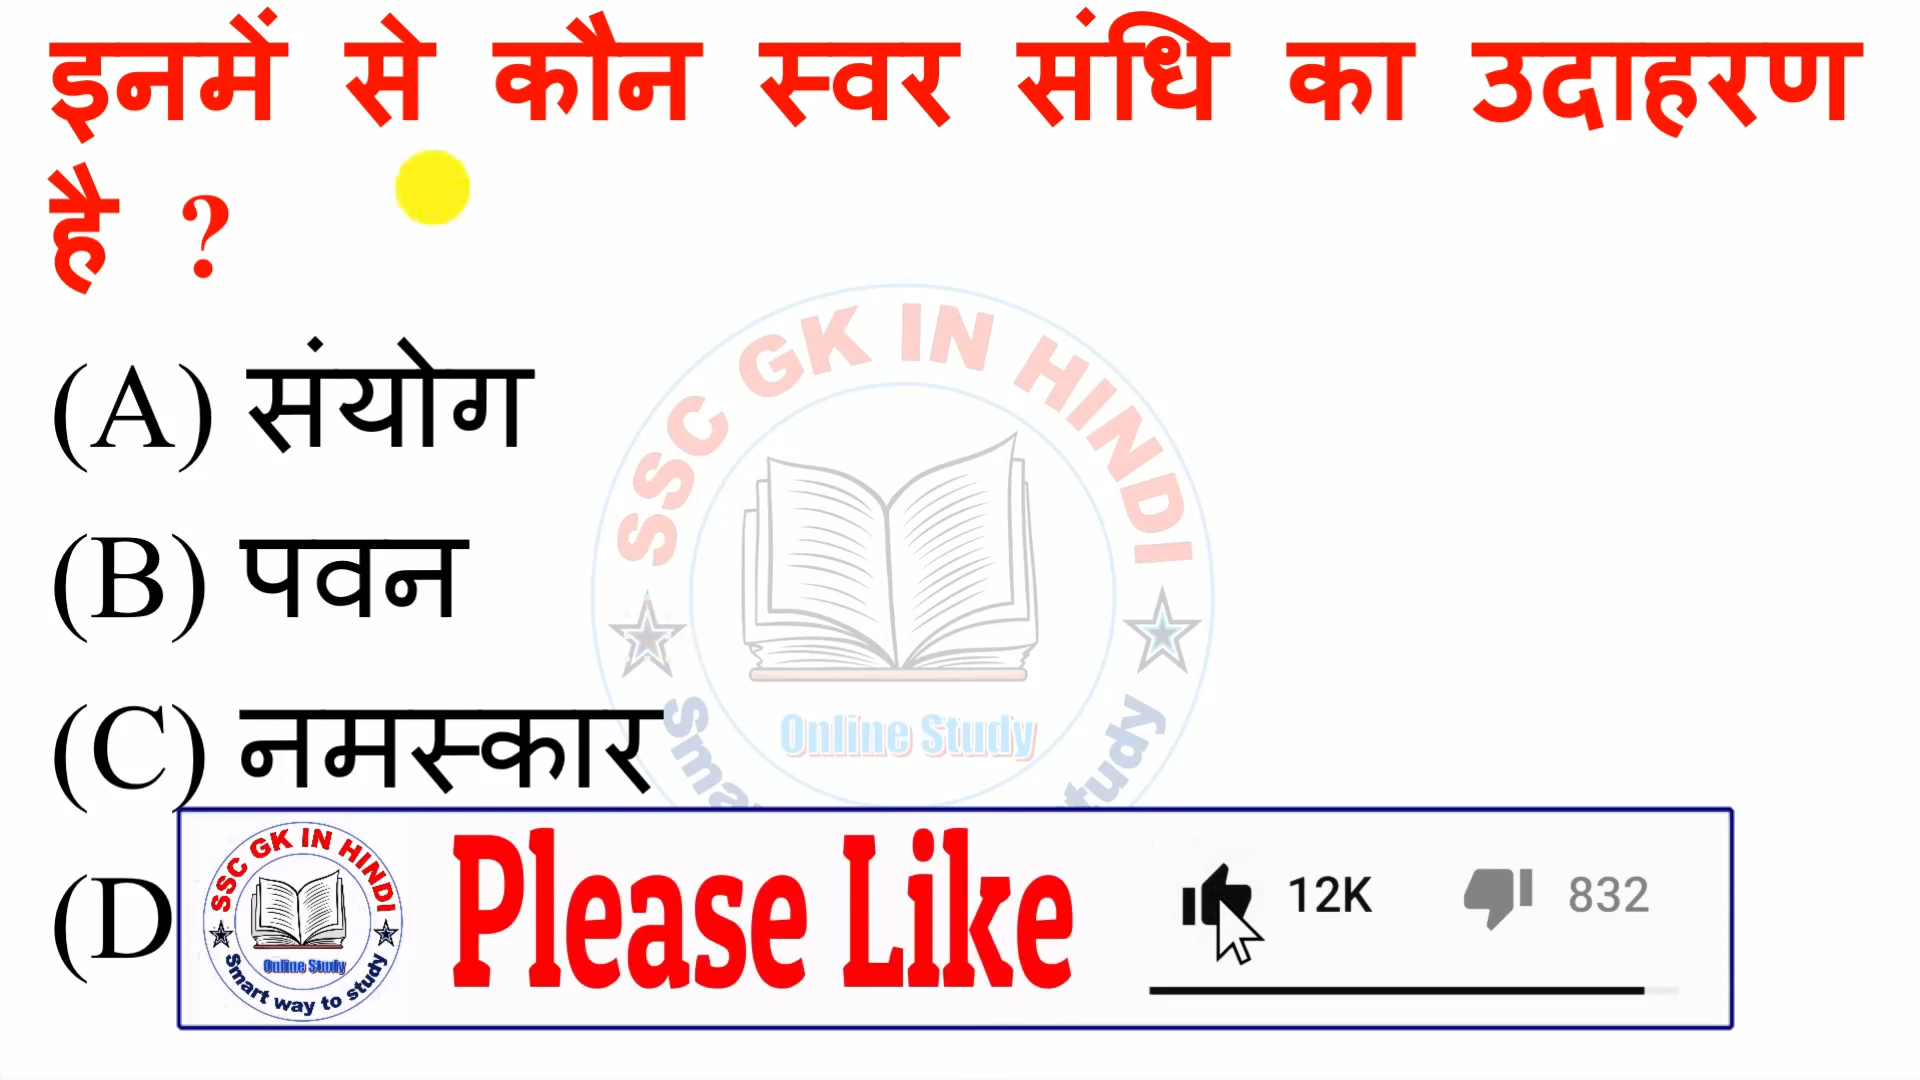 इनमें से कौन स्वर संधि का उदाहरण
है ?
(A) संयोग
(B) पवन
(C) नमस्कार
(D
SSC GK IN HINDI
Online Study
Please Like
12K
832
SSC GK IN HINDI
Online Study
Smart way to study